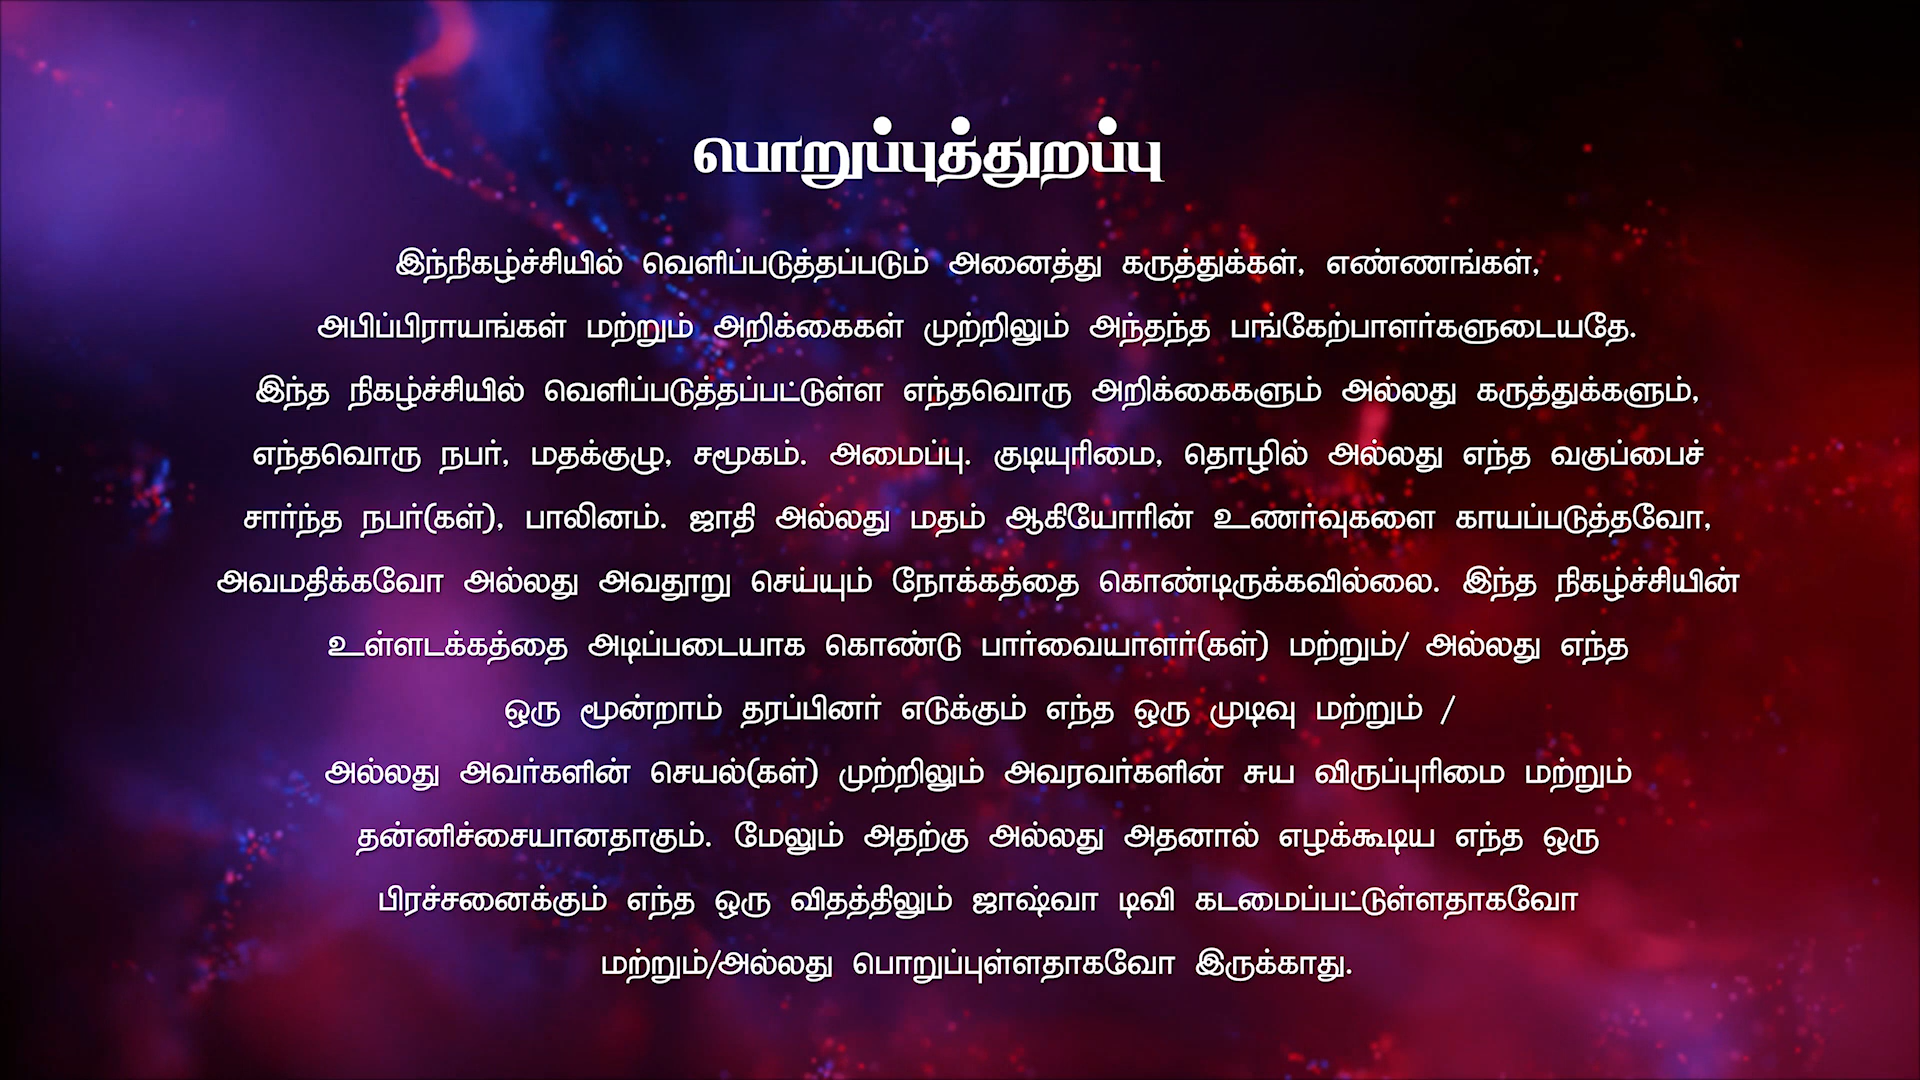 பொறுப்புத்துறப்பு
இந்நிகழ்ச்சியில் வெளிப்படுத்தப்படும் அனைத்து கருத்துக்கள், எண்ணங்கள்,
அபிப்பிராயங்கள் மற்றும் அறிக்கைகள் முற்றிலும் அந்தந்த பங்கேற்பாளர்களுடையதே.
இந்த நிகழ்ச்சியில் வெளிப்படுத்தப்பட்டுள்ள எந்தவொரு அறிக்கைகளும் அல்லது கருத்துக்களும்,
எந்தவொரு நபர், மதக்குழு, சமூகம். அமைப்பு. குடியுரிமை, தொழில் அல்லது எந்த வகுப்பைச்
சார்ந்த நபர்(கள்), பாலினம். ஜாதி அல்லது மதம் ஆகியோரின் உணர்வுகளை காயப்படுத்தவோ,
அவமதிக்கவோ அல்லது அவதூறு செய்யும் நோக்கத்தை கொண்டிருக்கவில்லை. இந்த நிகழ்ச்சியின்
உள்ளடக்கத்தை அடிப்படையாக கொண்டு பார்வையாளர்(கள்) மற்றும்/ அல்லது எந்த
ஒரு மூன்றாம் தரப்பினர் எடுக்கும் எந்த ஒரு முடிவு மற்றும் /
அல்லது அவர்களின் செயல்(கள்) முற்றிலும் அவரவர்களின் சுய விருப்புரிமை மற்றும்
தன்னிச்சையானதாகும். மேலும் அதற்கு அல்லது அதனால் எழக்கூடிய எந்த ஒரு
பிரச்சனைக்கும் எந்த ஒரு விதத்திலும் ஜாஷ்வா டிவி கடமைப்பட்டுள்ளதாகவோ
மற்றும்/அல்லது பொறுப்புள்ளதாகவோ இருக்காது.